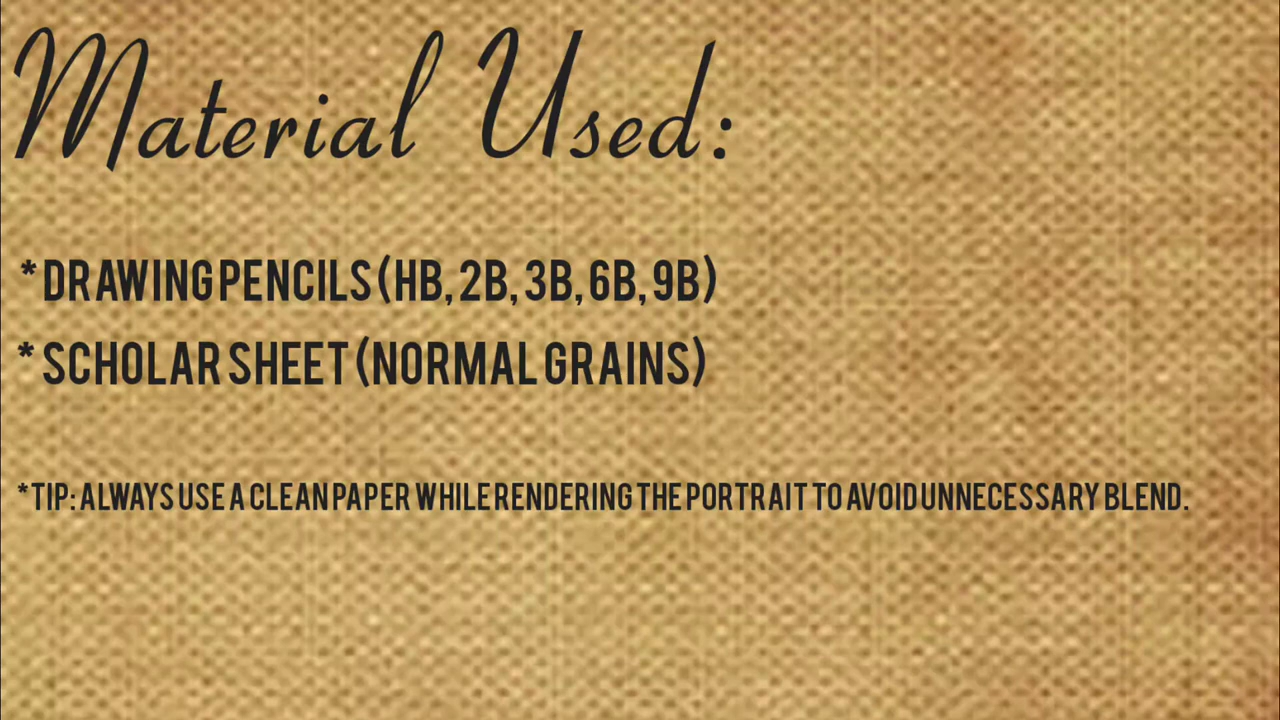 Material Used:
* DRAWING PENCILS (HB, 2B, 3B, 6B, 9B)
* SCHOLAR SHEET (NORMAL GRAINS)
*TIP: ALWAYS USE A CLEAN PAPER WHILE RENDERING THE PORTRAIT TO AVOID UNNECESSARY BLEND.